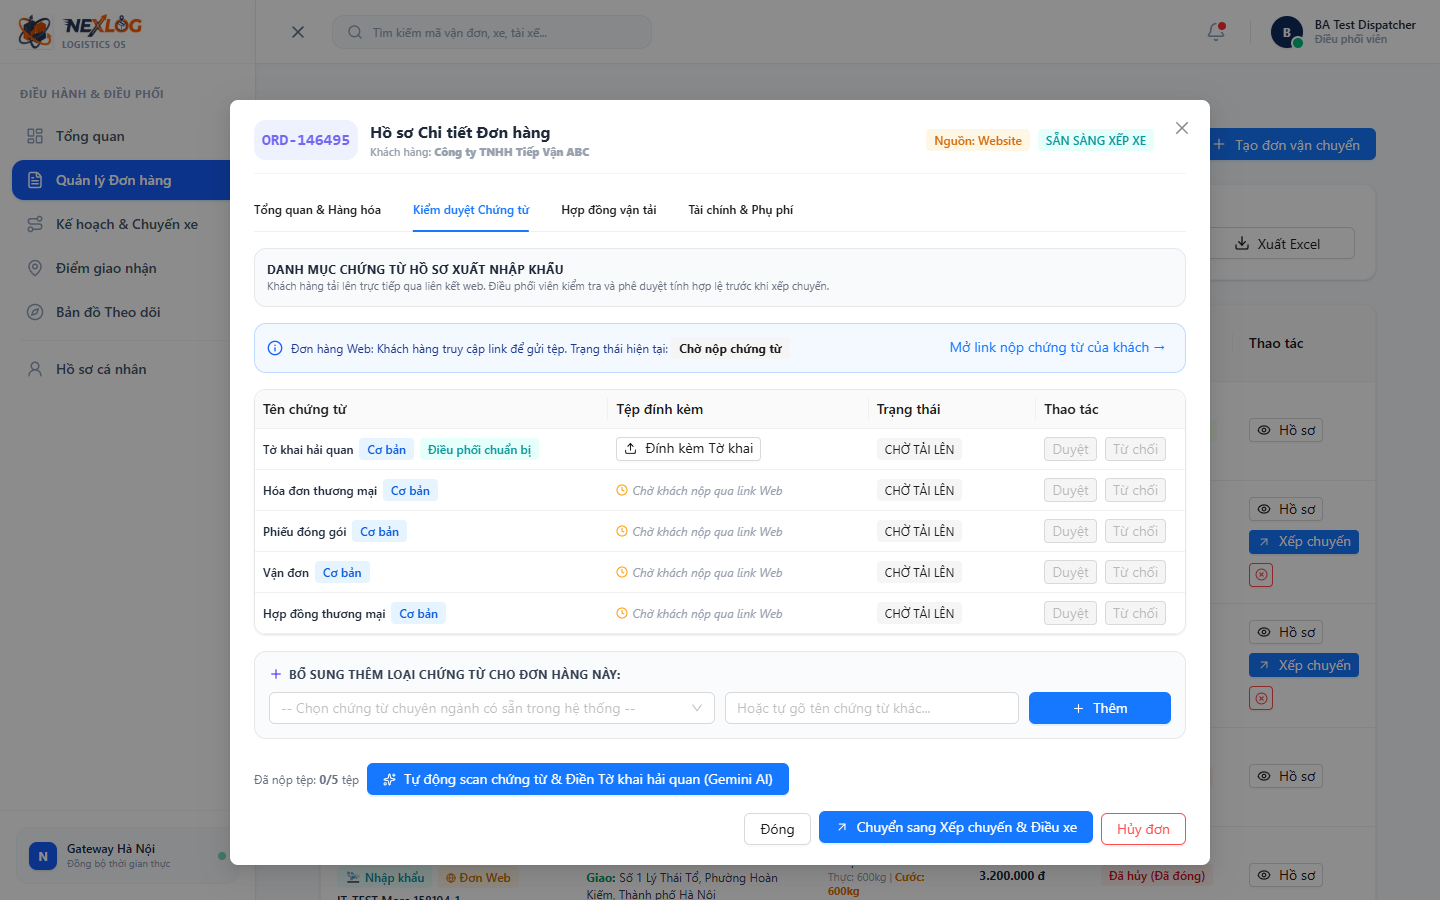 NEXLOG
LOGISTICS OS
Tìm kiếm mã vận đơn, xe, tài xế...
B
BA Test Dispatcher
Điều phối viên
ĐIỀU HÀNH & ĐIỀU PHỐI
Tổng quan
Quản lý Đơn hàng
Kế hoạch & Chuyến xe
Điểm giao nhận
Bản đồ Theo dõi
Hồ sơ cá nhân
N
Gateway Hà Nội
Đồng bộ thời gian thực
Tạo đơn vận chuyển
Xuất Excel
Thao tác
Hồ sơ
Hồ sơ
Xếp chuyến
Hồ sơ
Xếp chuyến
Hồ sơ
Hồ sơ
ORD-146495
Hồ sơ Chi tiết Đơn hàng
Khách hàng: Công ty TNHH Tiếp Vận ABC
Nguồn: Website
SẴN SÀNG XẾP XE
Tổng quan & Hàng hóa
Kiểm duyệt Chứng từ
Hợp đồng vận tải
Tài chính & Phụ phí
DANH MỤC CHỨNG TỪ HỒ SƠ XUẤT NHẬP KHẨU
Khách hàng tải lên trực tiếp qua liên kết web. Điều phối viên kiểm tra và phê duyệt tính hợp lệ trước khi xếp chuyến.
Đơn hàng Web: Khách hàng truy cập link để gửi tệp. Trạng thái hiện tại: Chờ nộp chứng từ
Mở link nộp chứng từ của khách →
Tên chứng từ Tệp đính kèm Trạng thái Thao tác
Tờ khai hải quan Cơ bản Điều phối chuẩn bị Đính kèm Tờ khai CHỜ TẢI LÊN Duyệt Từ chối
Hóa đơn thương mại Cơ bản Chờ khách nộp qua link Web CHỜ TẢI LÊN Duyệt Từ chối
Phiếu đóng gói Cơ bản Chờ khách nộp qua link Web CHỜ TẢI LÊN Duyệt Từ chối
Vận đơn Cơ bản Chờ khách nộp qua link Web CHỜ TẢI LÊN Duyệt Từ chối
Hợp đồng thương mại Cơ bản Chờ khách nộp qua link Web CHỜ TẢI LÊN Duyệt Từ chối
BỔ SUNG THÊM LOẠI CHỨNG TỪ CHO ĐƠN HÀNG NÀY:
-- Chọn chứng từ chuyên ngành có sẵn trong hệ thống --
Hoặc tự gõ tên chứng từ khác...
Thêm
Đã nộp tệp: 0/5 tệp
Tự động scan chứng từ & Điền Tờ khai hải quan (Gemini AI)
Đóng
Chuyển sang Xếp chuyến & Điều xe
Hủy đơn
Nhập khẩu
Đơn Web
Giao: Số 1 Lý Thái Tổ, Phường Hoàn
Kiếm, Thành phố Hà Nội
Thực: 600kg | Cước:
600kg
3.200.000 đ
Đã hủy (Đã đóng)